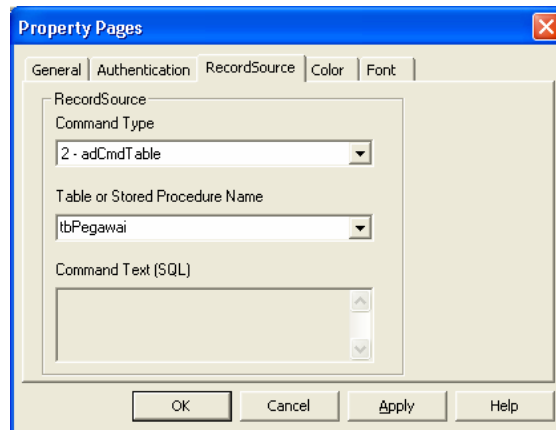 Property Pages
General Authentication RecordSource Color Font
RecordSource
Command Type
2 - adCmdTable
Table or Stored Procedure Name
tbPegawai
Command Text (SQL)
OK Cancel Apply Help